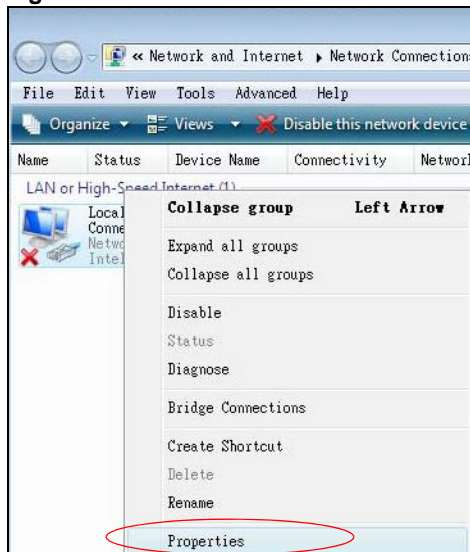 « Network and Internet ▸ Network Connection
File Edit View Tools Advanced Help
Organize Views Disable this network device
Name Status Device Name Connectivity Networ
LAN or High-Speed Internet (1)
Collapse group Left Arrow
Local
Conne
Netwo
Intel
Expand all groups
Collapse all groups
Disable
Status
Diagnose
Bridge Connections
Create Shortcut
Delete
Rename
Properties